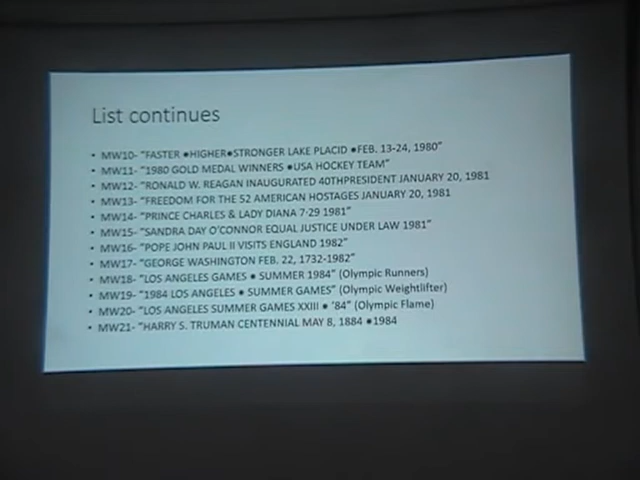 List continues
• MW10- "FASTER ●HIGHER●STRONGER LAKE PLACID ●FEB. 13-24, 1980"
• MW11- "1980 GOLD MEDAL WINNERS ●USA HOCKEY TEAM"
• MW12- "RONALD W. REAGAN INAUGURATED 40THPRESIDENT JANUARY 20, 1981
• MW13- "FREEDOM FOR THE 52 AMERICAN HOSTAGES JANUARY 20, 1981
• MW14- "PRINCE CHARLES & LADY DIANA 7-29 1981"
• MW15- "SANDRA DAY O'CONNOR EQUAL JUSTICE UNDER LAW 1981"
• MW16- "POPE JOHN PAUL II VISITS ENGLAND 1982"
• MW17- "GEORGE WASHINGTON FEB. 22, 1732-1982"
• MW18- "LOS ANGELES GAMES ● SUMMER 1984" (Olympic Runners)
• MW19- "1984 LOS ANGELES ● SUMMER GAMES" (Olympic Weightlifter)
• MW20- "LOS ANGELES SUMMER GAMES XXIII ● '84" (Olympic Flame)
• MW21- "HARRY S. TRUMAN CENTENNIAL MAY 8, 1884 ●1984